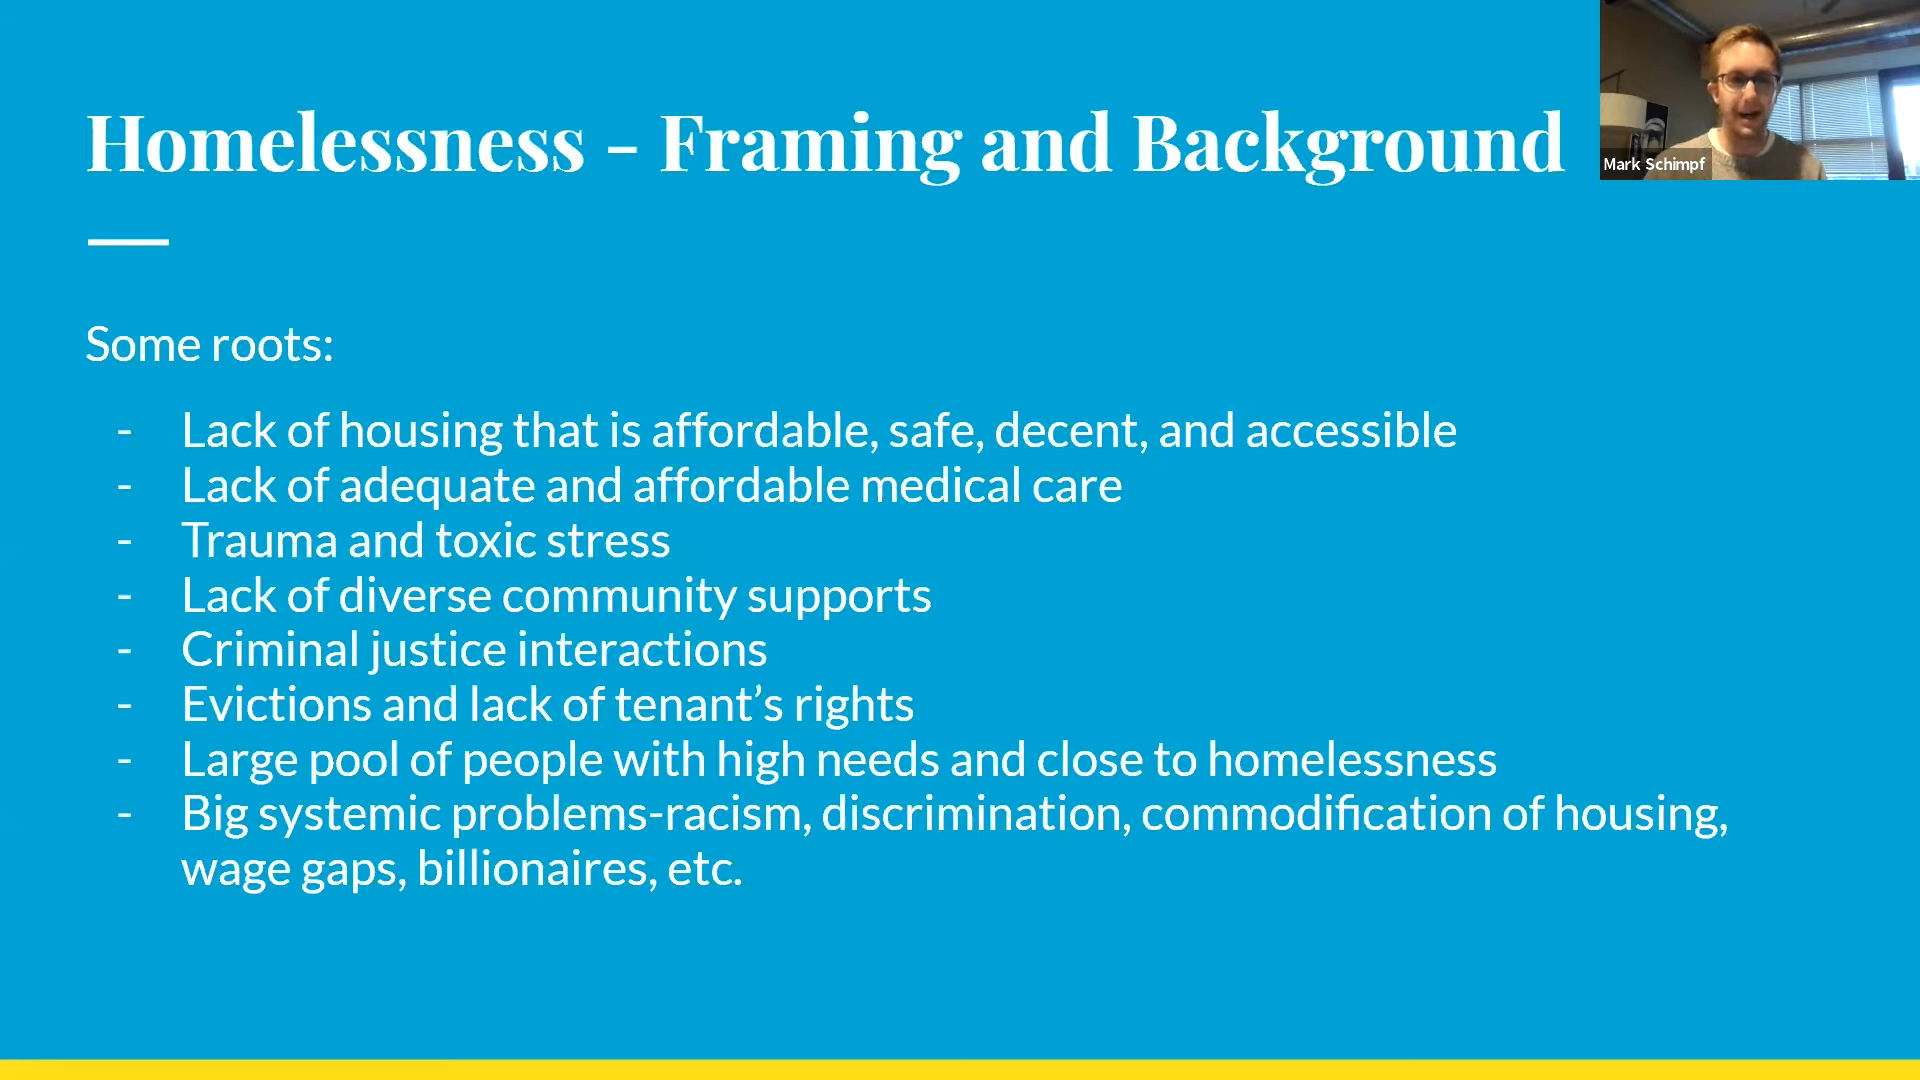 Homelessness - Framing and Background
Mark Schimpf
Some roots:
- Lack of housing that is affordable, safe, decent, and accessible
- Lack of adequate and affordable medical care
- Trauma and toxic stress
- Lack of diverse community supports
- Criminal justice interactions
- Evictions and lack of tenant’s rights
- Large pool of people with high needs and close to homelessness
- Big systemic problems-racism, discrimination, commodification of housing,
wage gaps, billionaires, etc.